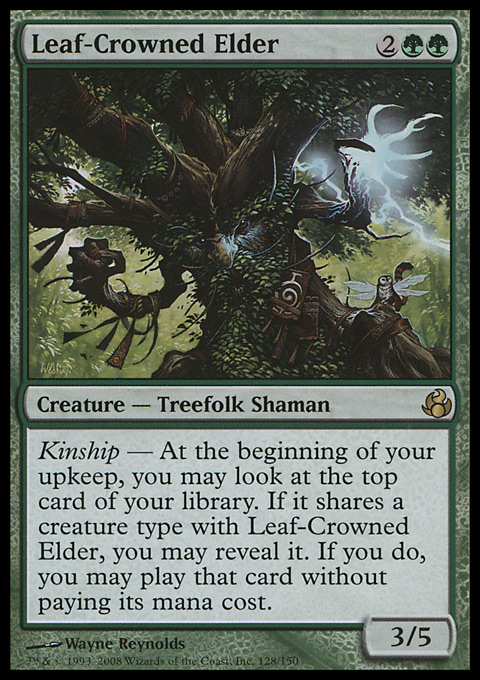 Leaf-Crowned Elder 2
Creature — Treefolk Shaman
Kinship — At the beginning of your
upkeep, you may look at the top
card of your library. If it shares a
creature type with Leaf-Crowned
Elder, you may reveal it. If you do,
you may play that card without
paying its mana cost.
Wayne Reynolds
3/5
™ & © 1993–2008 Wizards of the Coast, Inc. 128/150